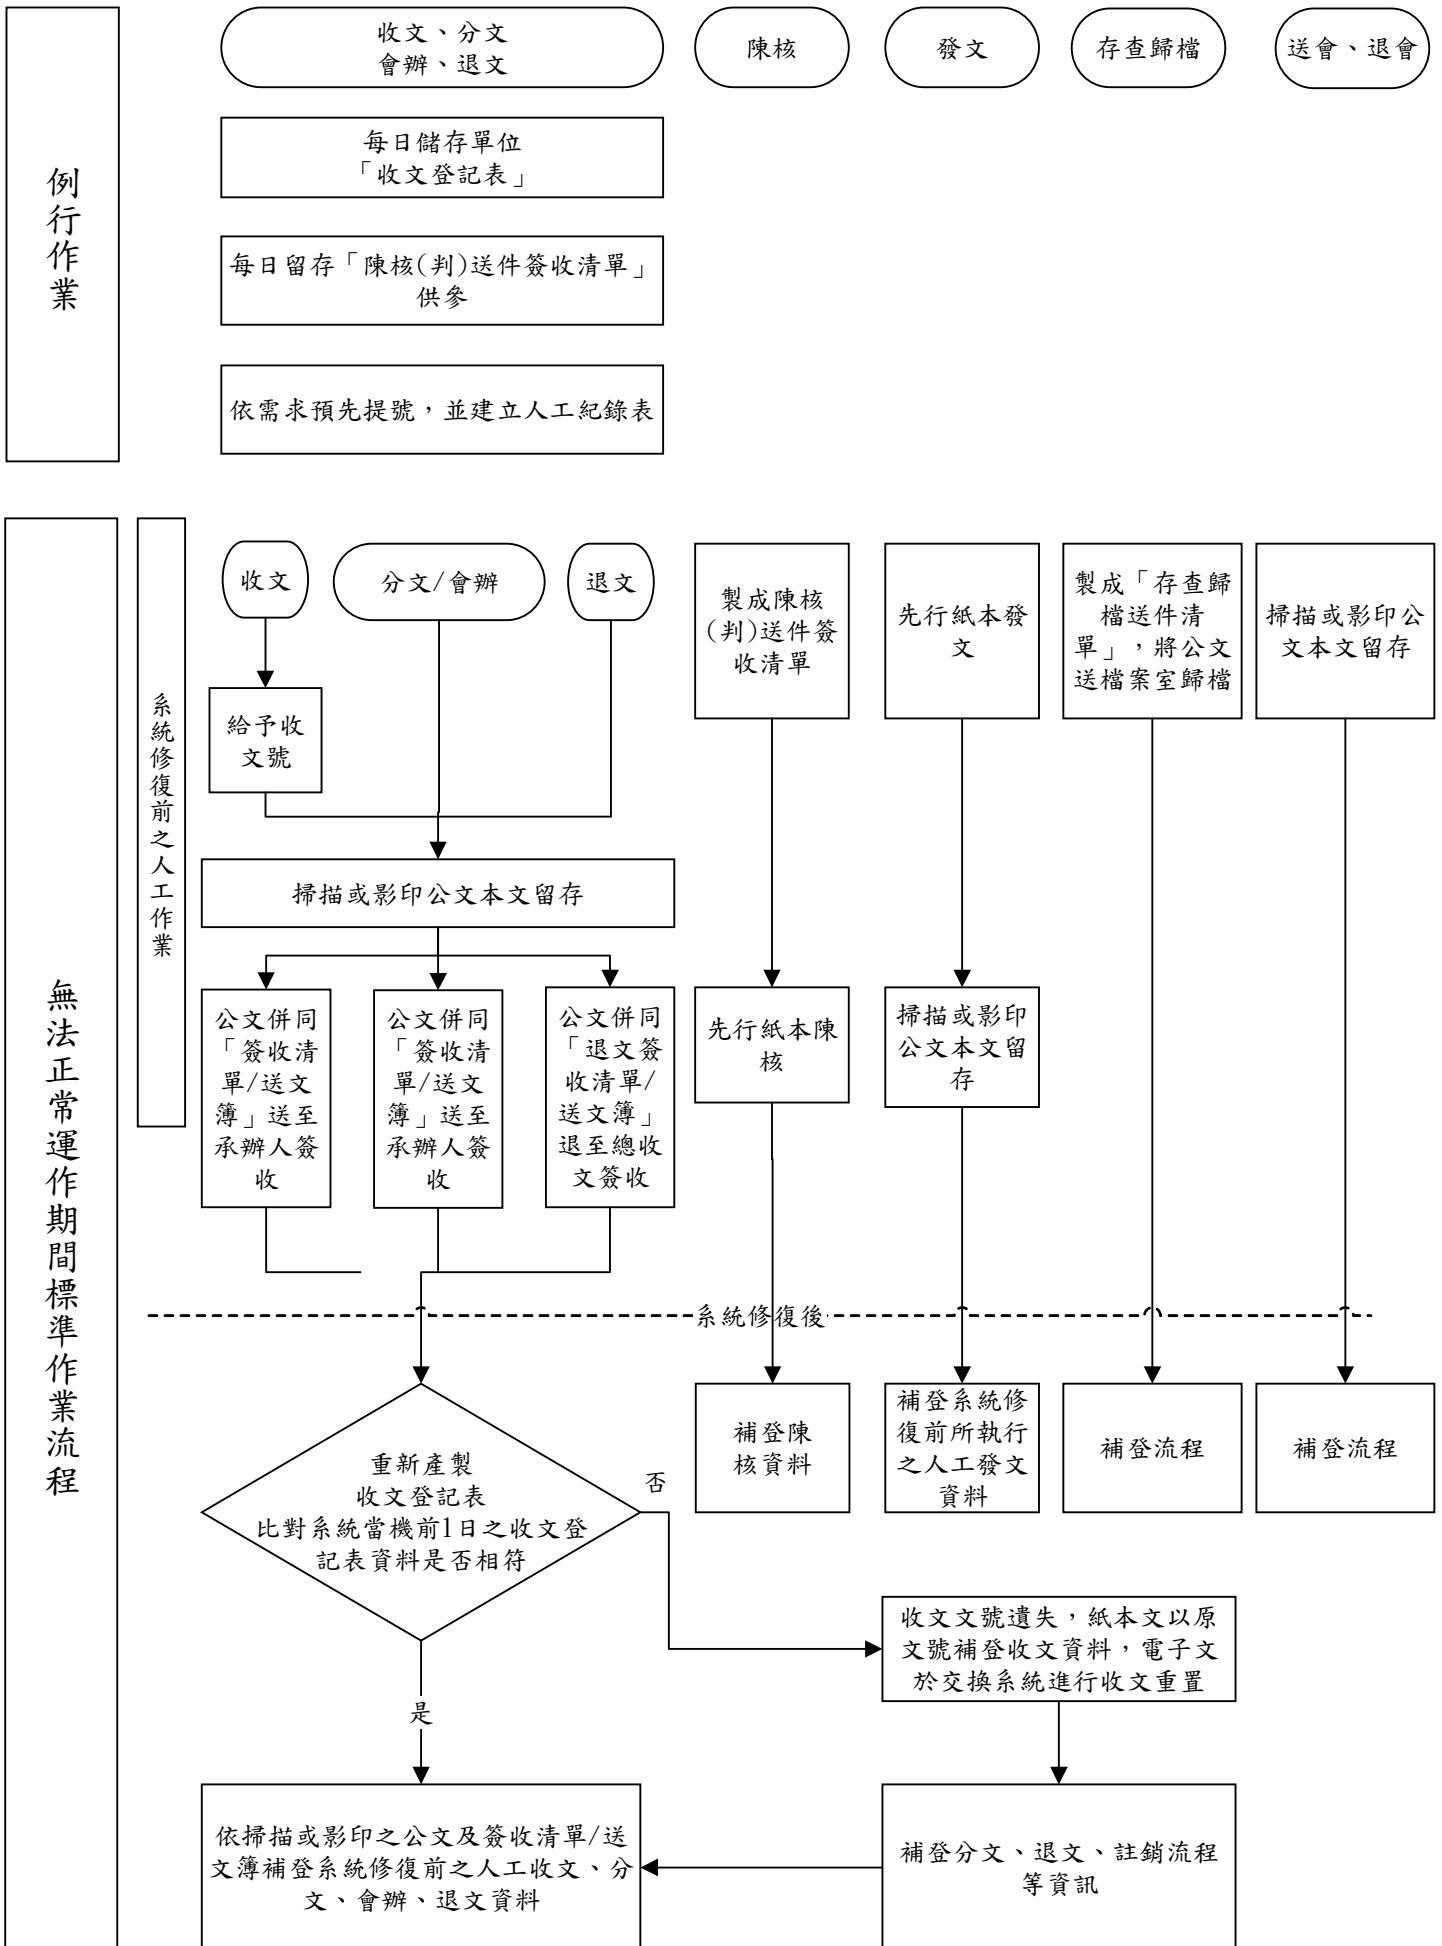 例行作業
收文、分文
會辦、退文
陳核
發文
存查歸檔
送會、退會
每日儲存單位
「收文登記表」
每日留存「陳核(判)送件簽收清單」
供參
依需求預先提號，並建立人工紀錄表
無法正常運作期間標準作業流程
系統修復前之人工作業
收文
分文/會辦
退文
給予收
文號
掃描或影印公文本文留存
公文併同
「簽收清
單/送文
簿」送至
承辦人簽
收
公文併同
「簽收清
單/送文
簿」送至
承辦人簽
收
公文併同
「退文簽
收清單/
送文簿」
退至總收
文簽收
製成陳核
(判)送件簽
收清單
先行紙本陳
核
先行紙本發
文
掃描或影印
公文本文留
存
製成「存查歸
檔送件清
單」，將公文
送檔案室歸檔
掃描或影印公
文本文留存
系統修復後
重新產製
收文登記表
比對系統當機前1日之收文登
記表資料是否相符
否
是
補登陳
核資料
補登系統修
復前所執行
之人工發文
資料
補登流程
補登流程
收文文號遺失，紙本文以原
文號補登收文資料，電子文
於交換系統進行收文重置
補登分文、退文、註銷流程
等資訊
依掃描或影印之公文及簽收清單/送
文簿補登系統修復前之人工收文、分
文、會辦、退文資料